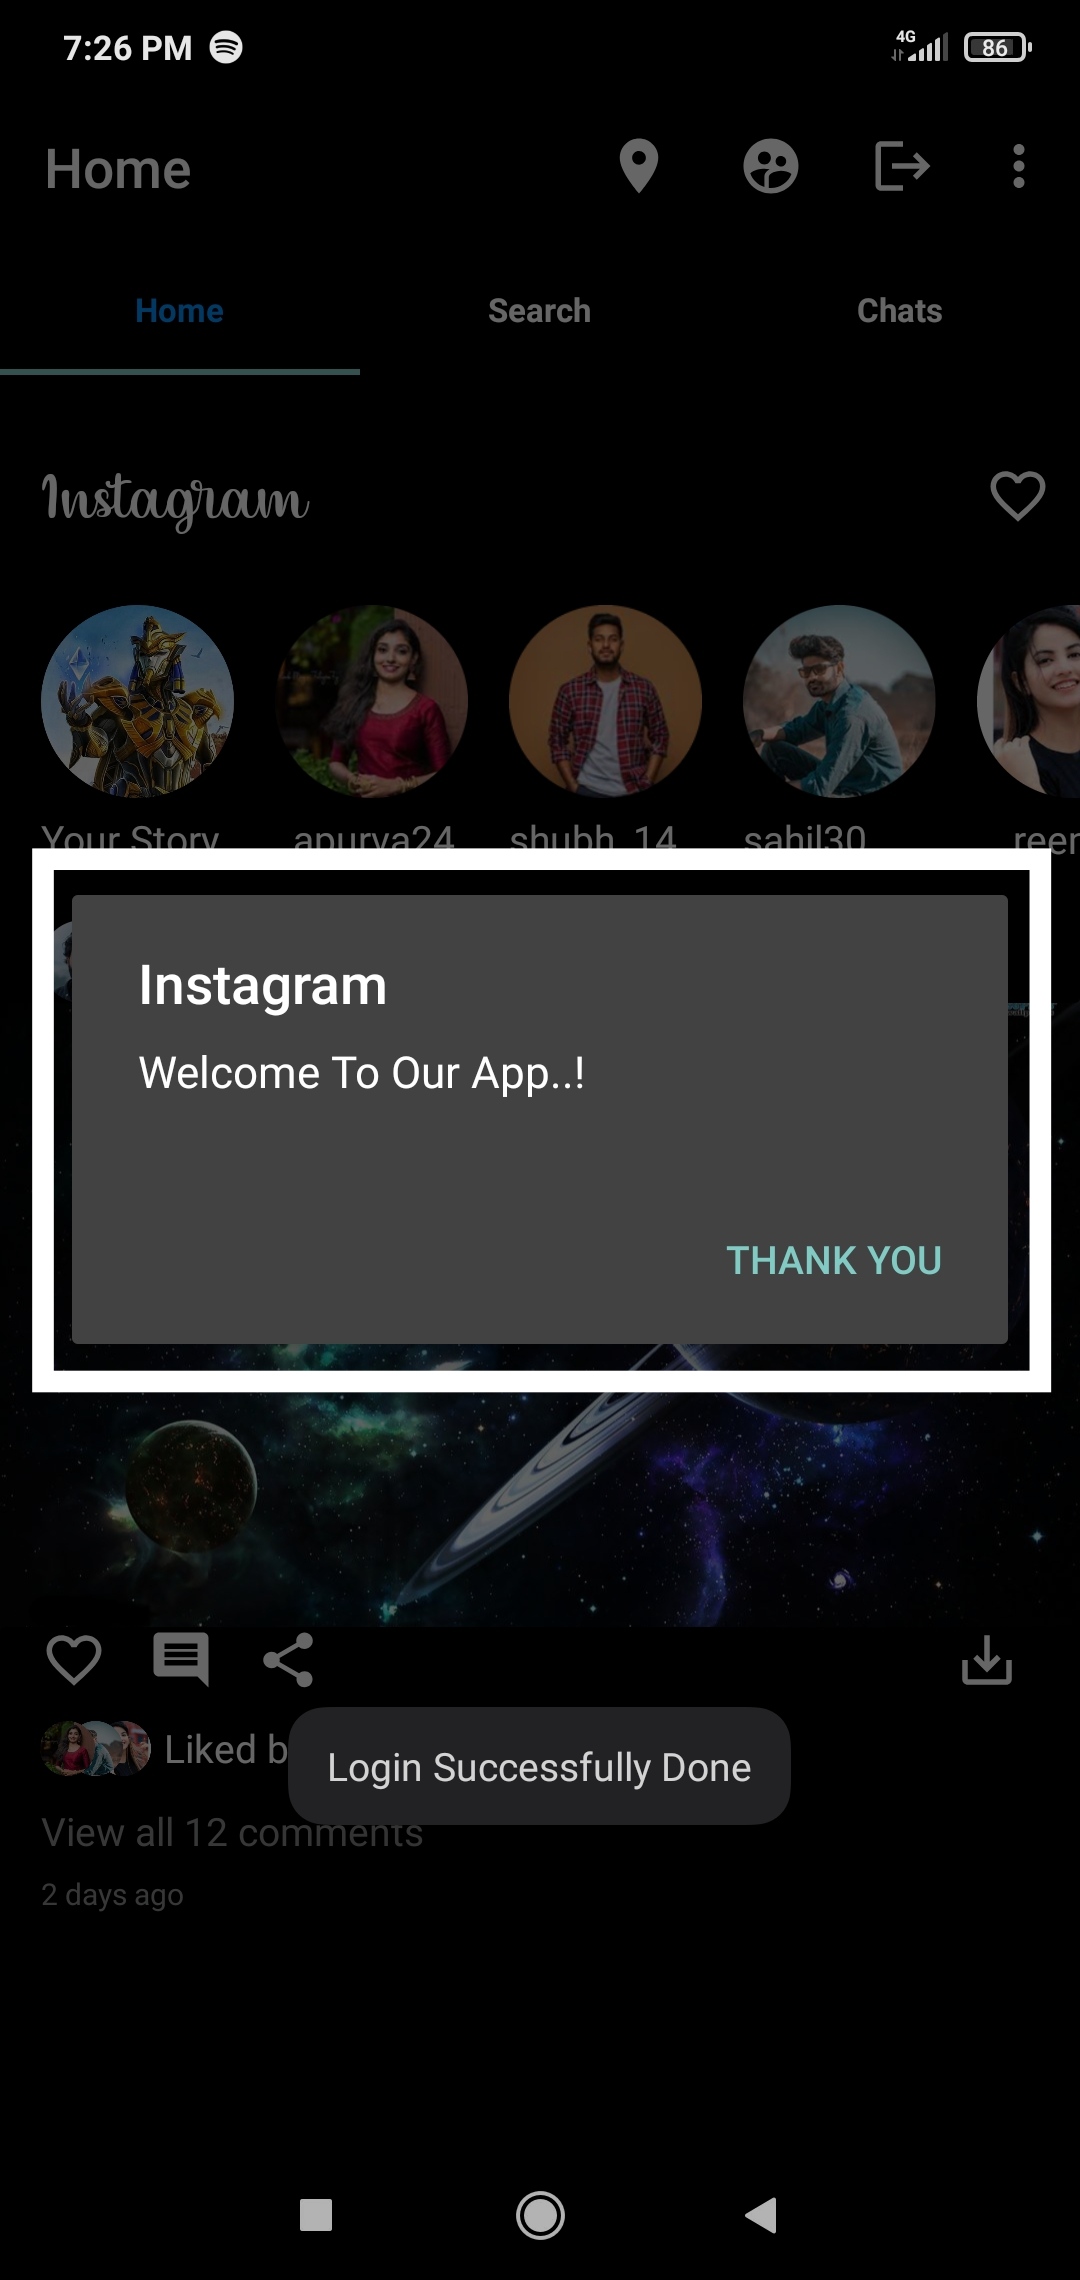 7:26 PM
4G
86
Home
Home
Search
Chats
Instagram
Your Story
apurva24
shubh_14
sahil30
Instagram
Welcome To Our App..!
THANK YOU
Liked
Login Successfully Done
View all 12 comments
2 days ago